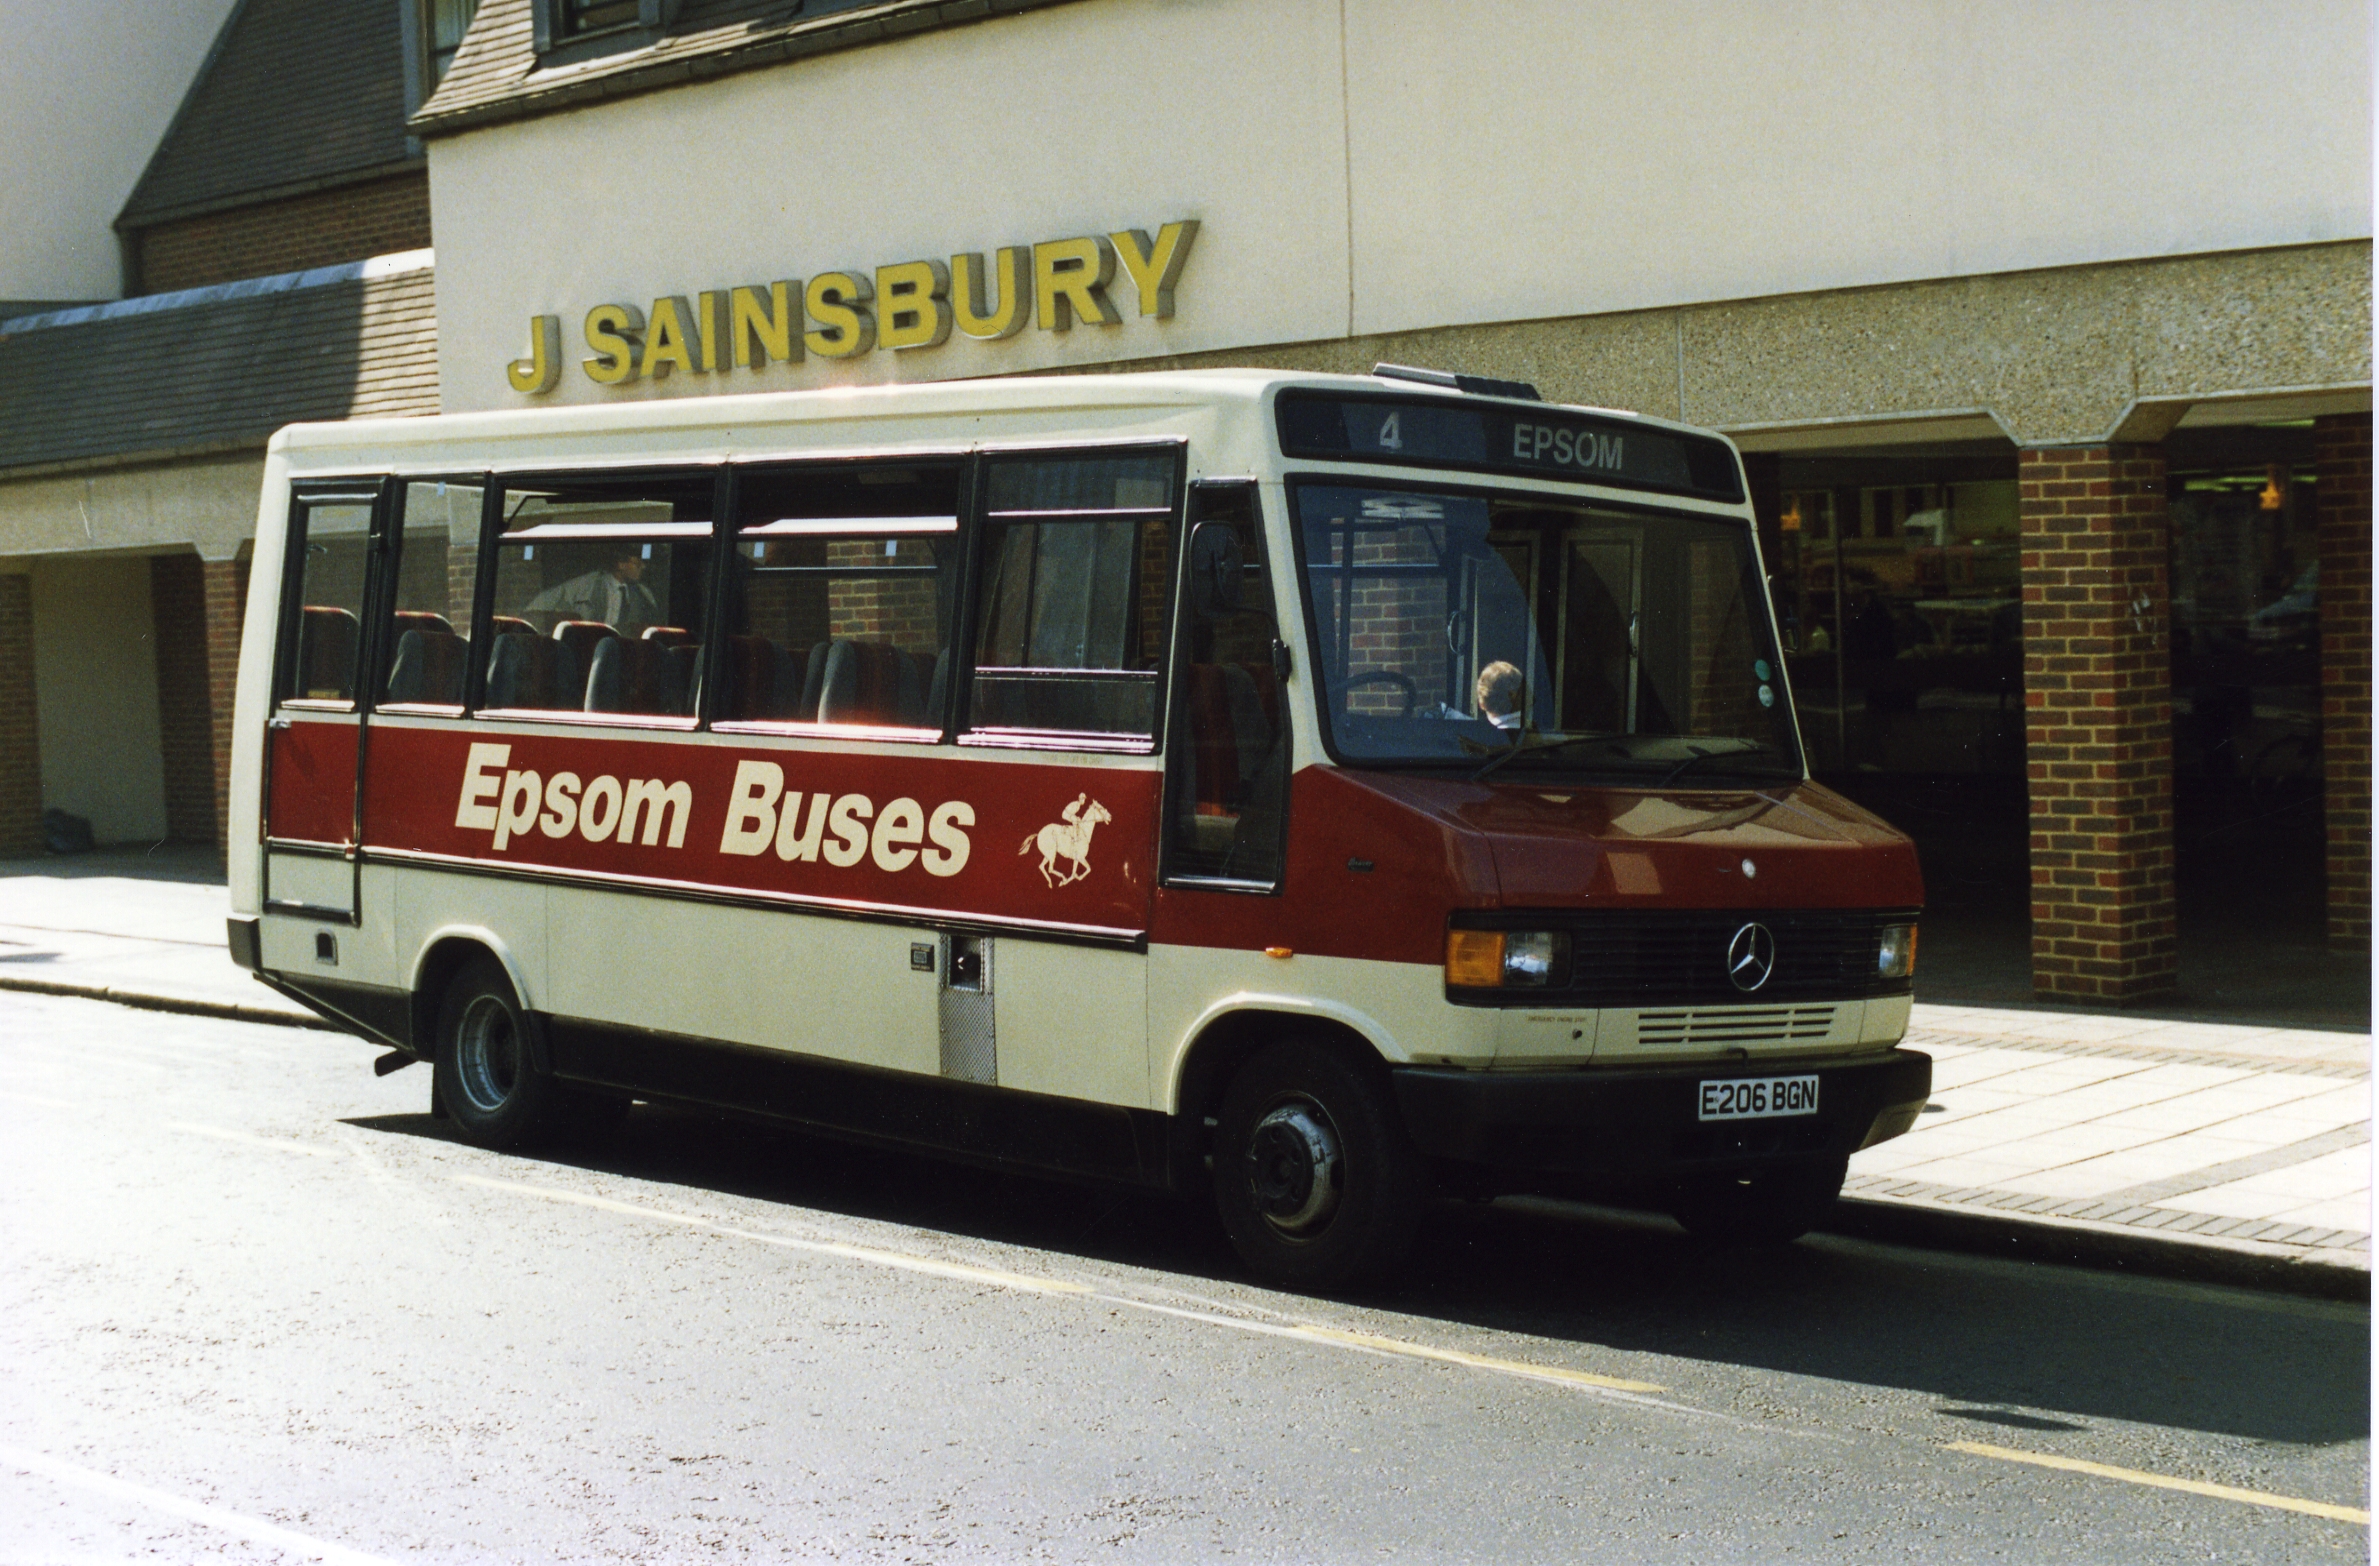 J SAINSBURY
4 EPSOM
Epsom Buses
E206 BGN